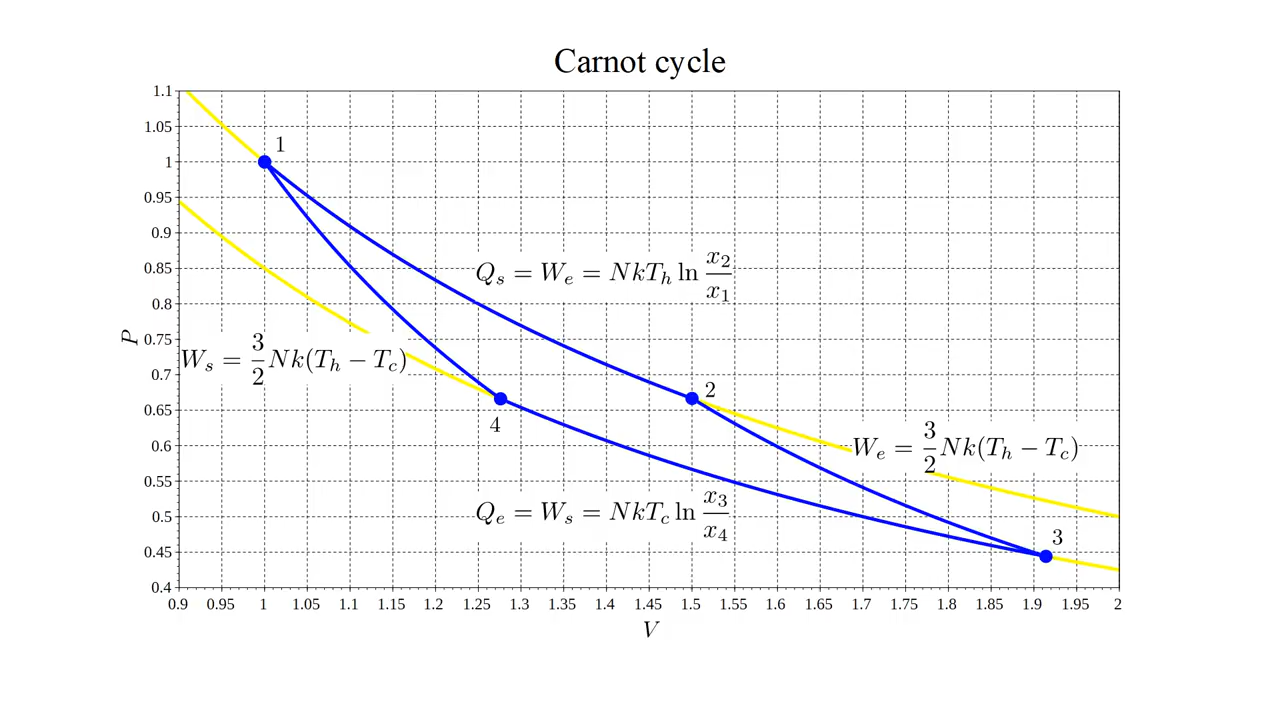 Carnot cycle
1.1
1.05
1
0.95
0.9
0.85
0.8
0.75
0.7
0.65
0.6
0.55
0.5
0.45
0.4
P
1
Q_s = W_e = NkT_h ln x_2/x_1
W_s = 3/2 Nk(T_h − T_c)
2
4
W_e = 3/2 Nk(T_h − T_c)
Q_e = W_s = NkT_c ln x_3/x_4
3
0.9 0.95 1 1.05 1.1 1.15 1.2 1.25 1.3 1.35 1.4 1.45 1.5 1.55 1.6 1.65 1.7 1.75 1.8 1.85 1.9 1.95 2
V